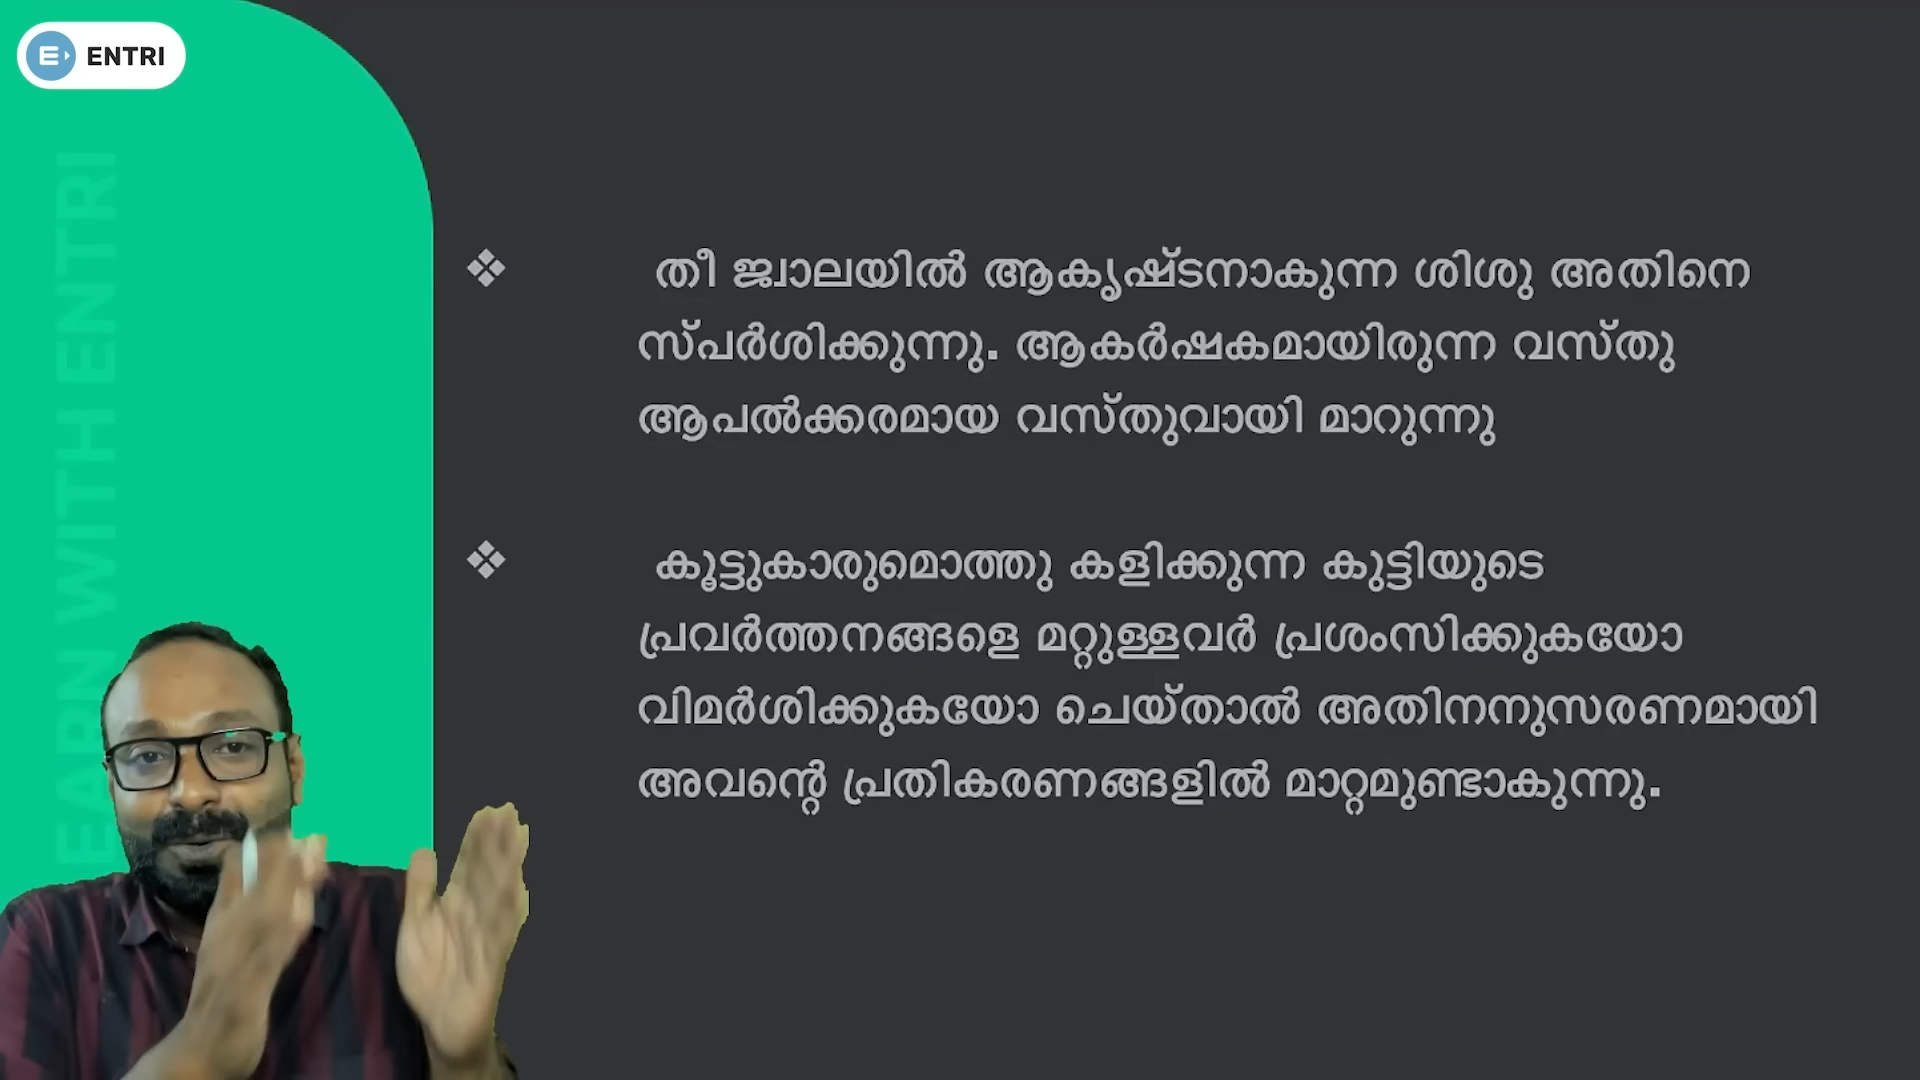 ENTRI
EARN WITH ENTRI
❖ തീ ജ്വാലയിൽ ആകൃഷ്ടനാകുന്ന ശിശു അതിനെ
സ്പർശിക്കുന്നു. ആകർഷകമായിരുന്ന വസ്തു
ആപൽക്കരമായ വസ്തുവായി മാറുന്നു
❖ കൂട്ടുകാരുമൊത്തു കളിക്കുന്ന കുട്ടിയുടെ
പ്രവർത്തനങ്ങളെ മറ്റുള്ളവർ പ്രശംസിക്കുകയോ
വിമർശിക്കുകയോ ചെയ്താൽ അതിനനുസരണമായി
അവന്റെ പ്രതികരണങ്ങളിൽ മാറ്റമുണ്ടാകുന്നു.